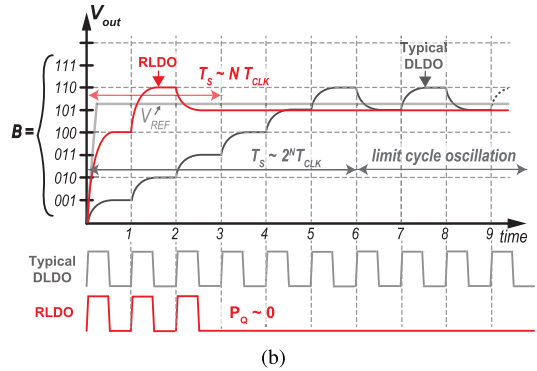 V_out
RLDO
Typical
DLDO
111
T_S ~ N T_CLK
110
101
V_REF
B =
100
011
T_S ~ 2^N T_CLK
limit cycle oscillation
010
001
1 2 3 4 5 6 7 8 9 time
Typical
DLDO
RLDO
P_Q ~ 0
(b)